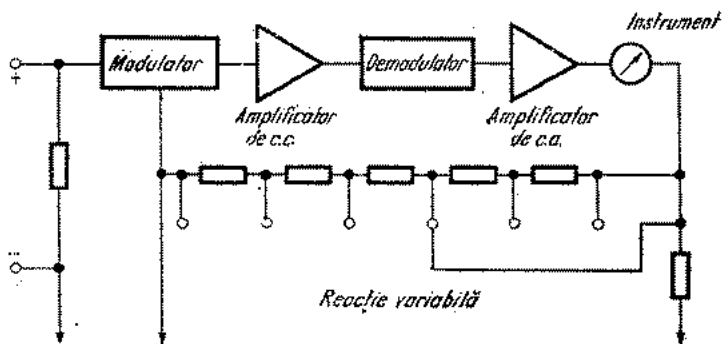 Instrument
+
Modulator
Demodulator
Amplificator
de c.c.
Amplificator
de c.a.
Reacție variabilă